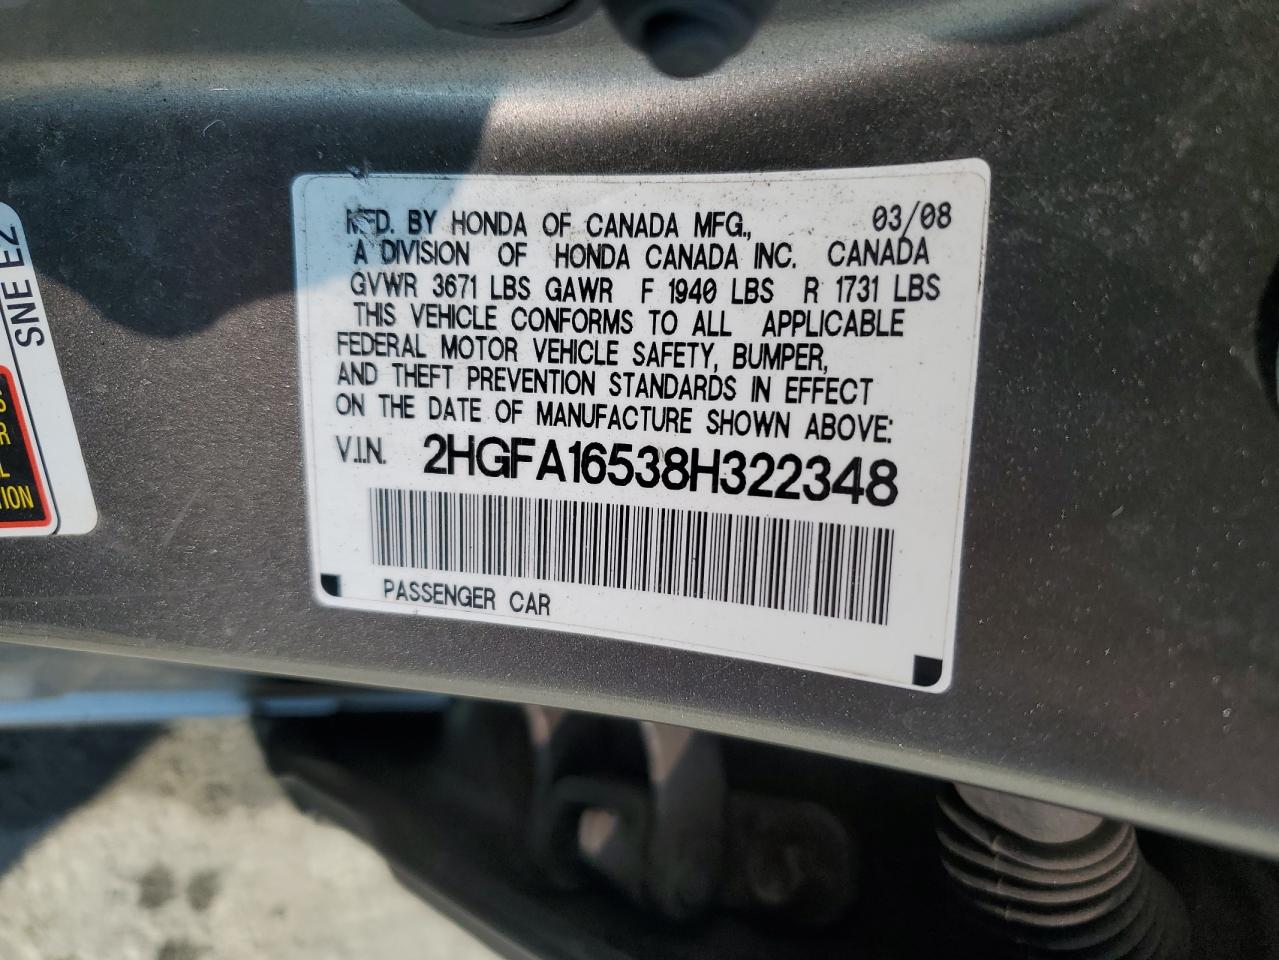 MFD. BY HONDA OF CANADA MFG., 03/08
A DIVISION OF HONDA CANADA INC. CANADA
GVWR 3671 LBS GAWR F 1940 LBS R 1731 LBS
THIS VEHICLE CONFORMS TO ALL APPLICABLE
FEDERAL MOTOR VEHICLE SAFETY, BUMPER,
AND THEFT PREVENTION STANDARDS IN EFFECT
ON THE DATE OF MANUFACTURE SHOWN ABOVE:
V.I.N. 2HGFA16538H322348
PASSENGER CAR
SNE E2